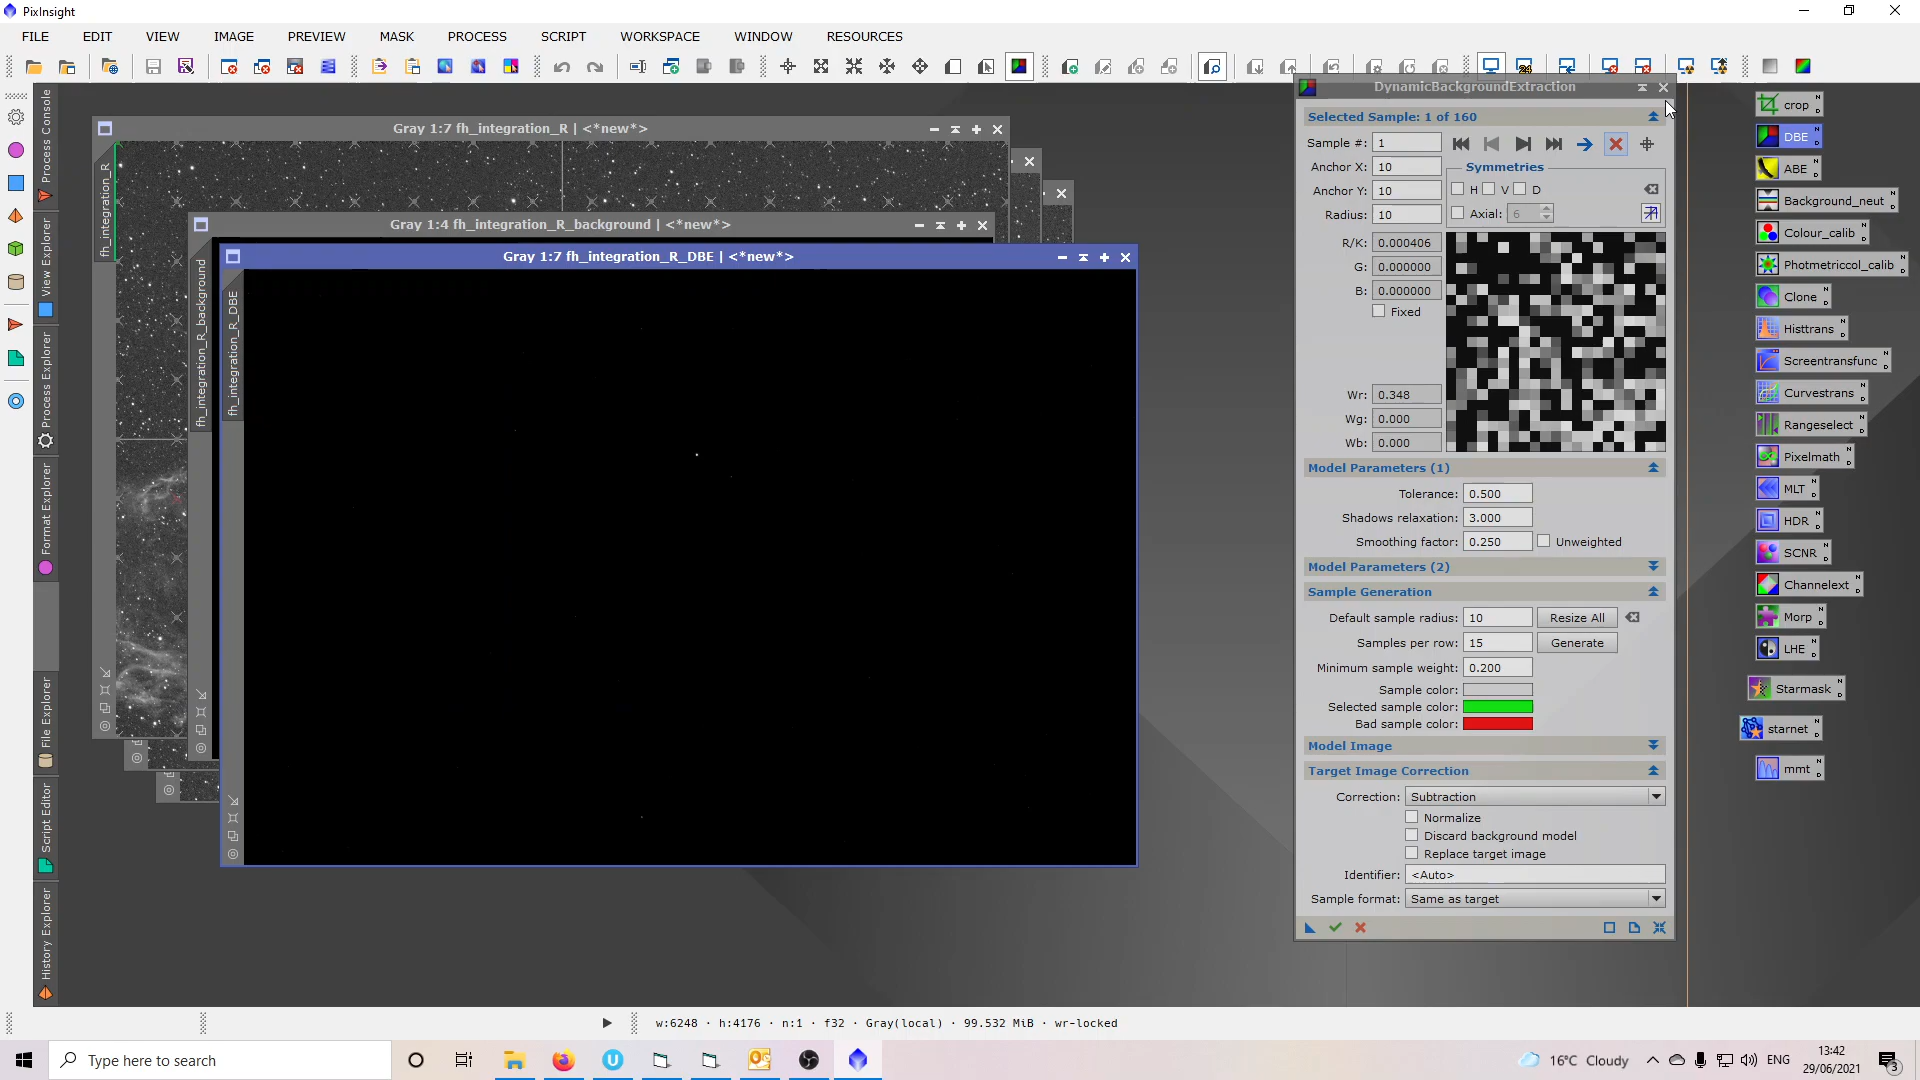 PixInsight
FILE EDIT VIEW IMAGE PREVIEW MASK PROCESS SCRIPT WORKSPACE WINDOW RESOURCES
Process Console
View Explorer
Process Explorer
Format Explorer
File Explorer
Script Editor
History Explorer
Gray 1:7 fh_integration_R | <*new*>
fh_integration_R
Gray 1:4 fh_integration_R_background | <*new*>
fh_integration_R_background
Gray 1:7 fh_integration_R_DBE | <*new*>
fh_integration_R_DBE
DynamicBackgroundExtraction
Selected Sample: 1 of 160
Sample #: 1
Anchor X: 10
Symmetries
Anchor Y: 10
H V D
Radius: 10
Axial: 6
R/K: 0.000406
G: 0.000000
B: 0.000000
Fixed
Wr: 0.348
Wg: 0.000
Wb: 0.000
Model Parameters (1)
Tolerance: 0.500
Shadows relaxation: 3.000
Smoothing factor: 0.250 Unweighted
Model Parameters (2)
Sample Generation
Default sample radius: 10 Resize All
Samples per row: 15 Generate
Minimum sample weight: 0.200
Sample color:
Selected sample color:
Bad sample color:
Model Image
Target Image Correction
Correction: Subtraction
Normalize
Discard background model
Replace target image
Identifier: <Auto>
Sample format: Same as target
crop
DBE
ABE
Background_neut
Colour_calib
Photmetriccol_calib
Clone
Histtrans
Screentransfunc
Curvestrans
Rangeselect
Pixelmath
MLT
HDR
SCNR
Channelext
Morp
LHE
Starmask
starnet
mmt
w:6248 · h:4176 · n:1 · f32 · Gray(local) · 99.532 MiB · wr-locked
Type here to search
16°C Cloudy
ENG
13:42
29/06/2021
3